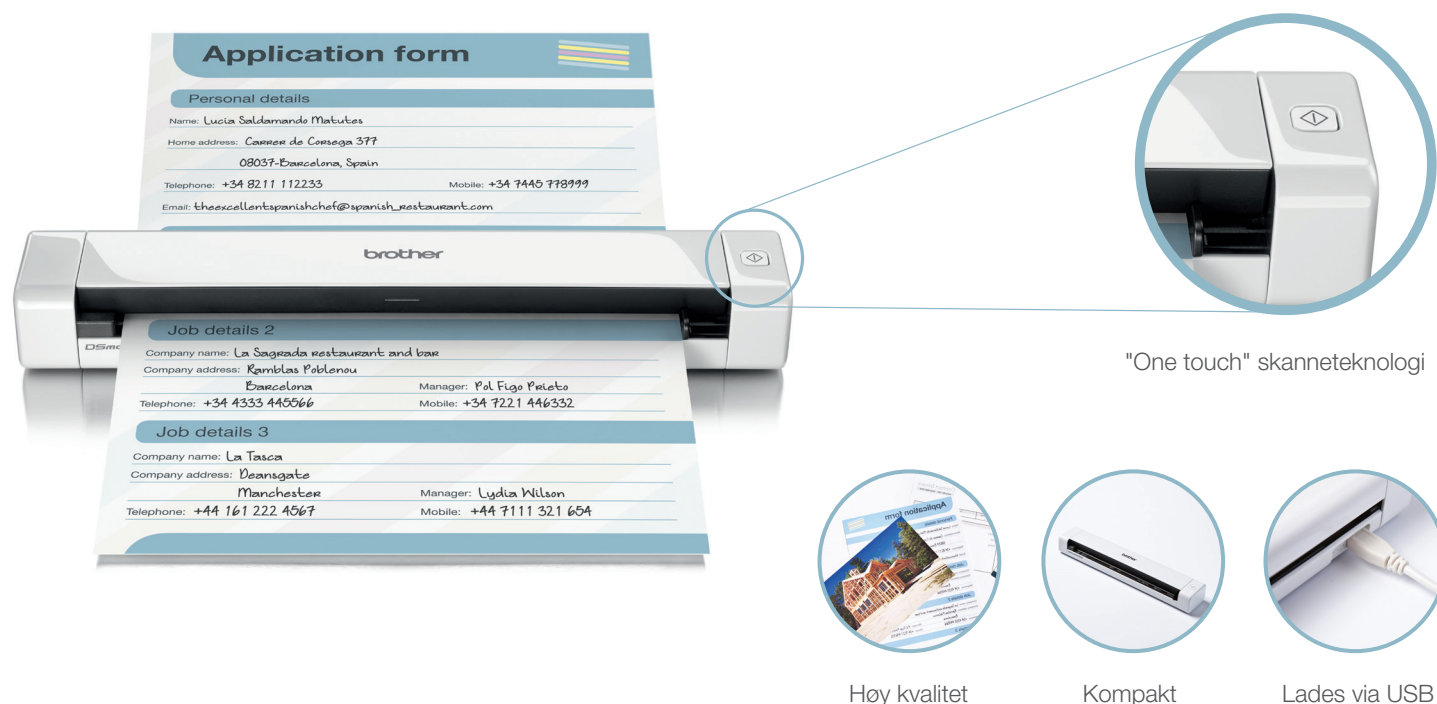 Application form
Personal details
Name: Lucia Saldamando Matutes
Home address: Carrer de Corsega 377
08037-Barcelona, Spain
Telephone: +34 8211 112233 Mobile: +34 7445 778999
Email: theexcellentspanishchef@spanish_restaurant.com
brother
DSmo
Job details 2
Company name: La Sagrada restaurant and bar
Company address: Ramblas Poblenou
Barcelona Manager: Pol Figo Prieto
Telephone: +34 4333 445566 Mobile: +34 7221 446332
Job details 3
Company name: La Tasca
Company address: Deansgate
Manchester Manager: Lydia Wilson
Telephone: +44 161 222 4567 Mobile: +44 7111 321 654
"One touch" skanneteknologi
Application form
brother
Høy kvalitet
Kompakt
Lades via USB